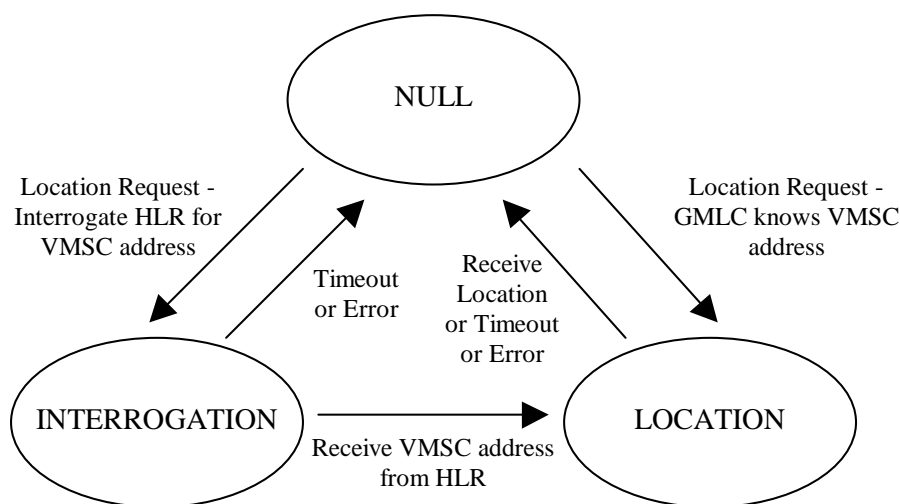 NULL
Location Request -
Interrogate HLR for
VMSC address
Timeout
or Error
Receive
Location
or Timeout
or Error
Location Request -
GMLC knows VMSC
address
INTERROGATION
LOCATION
Receive VMSC address
from HLR